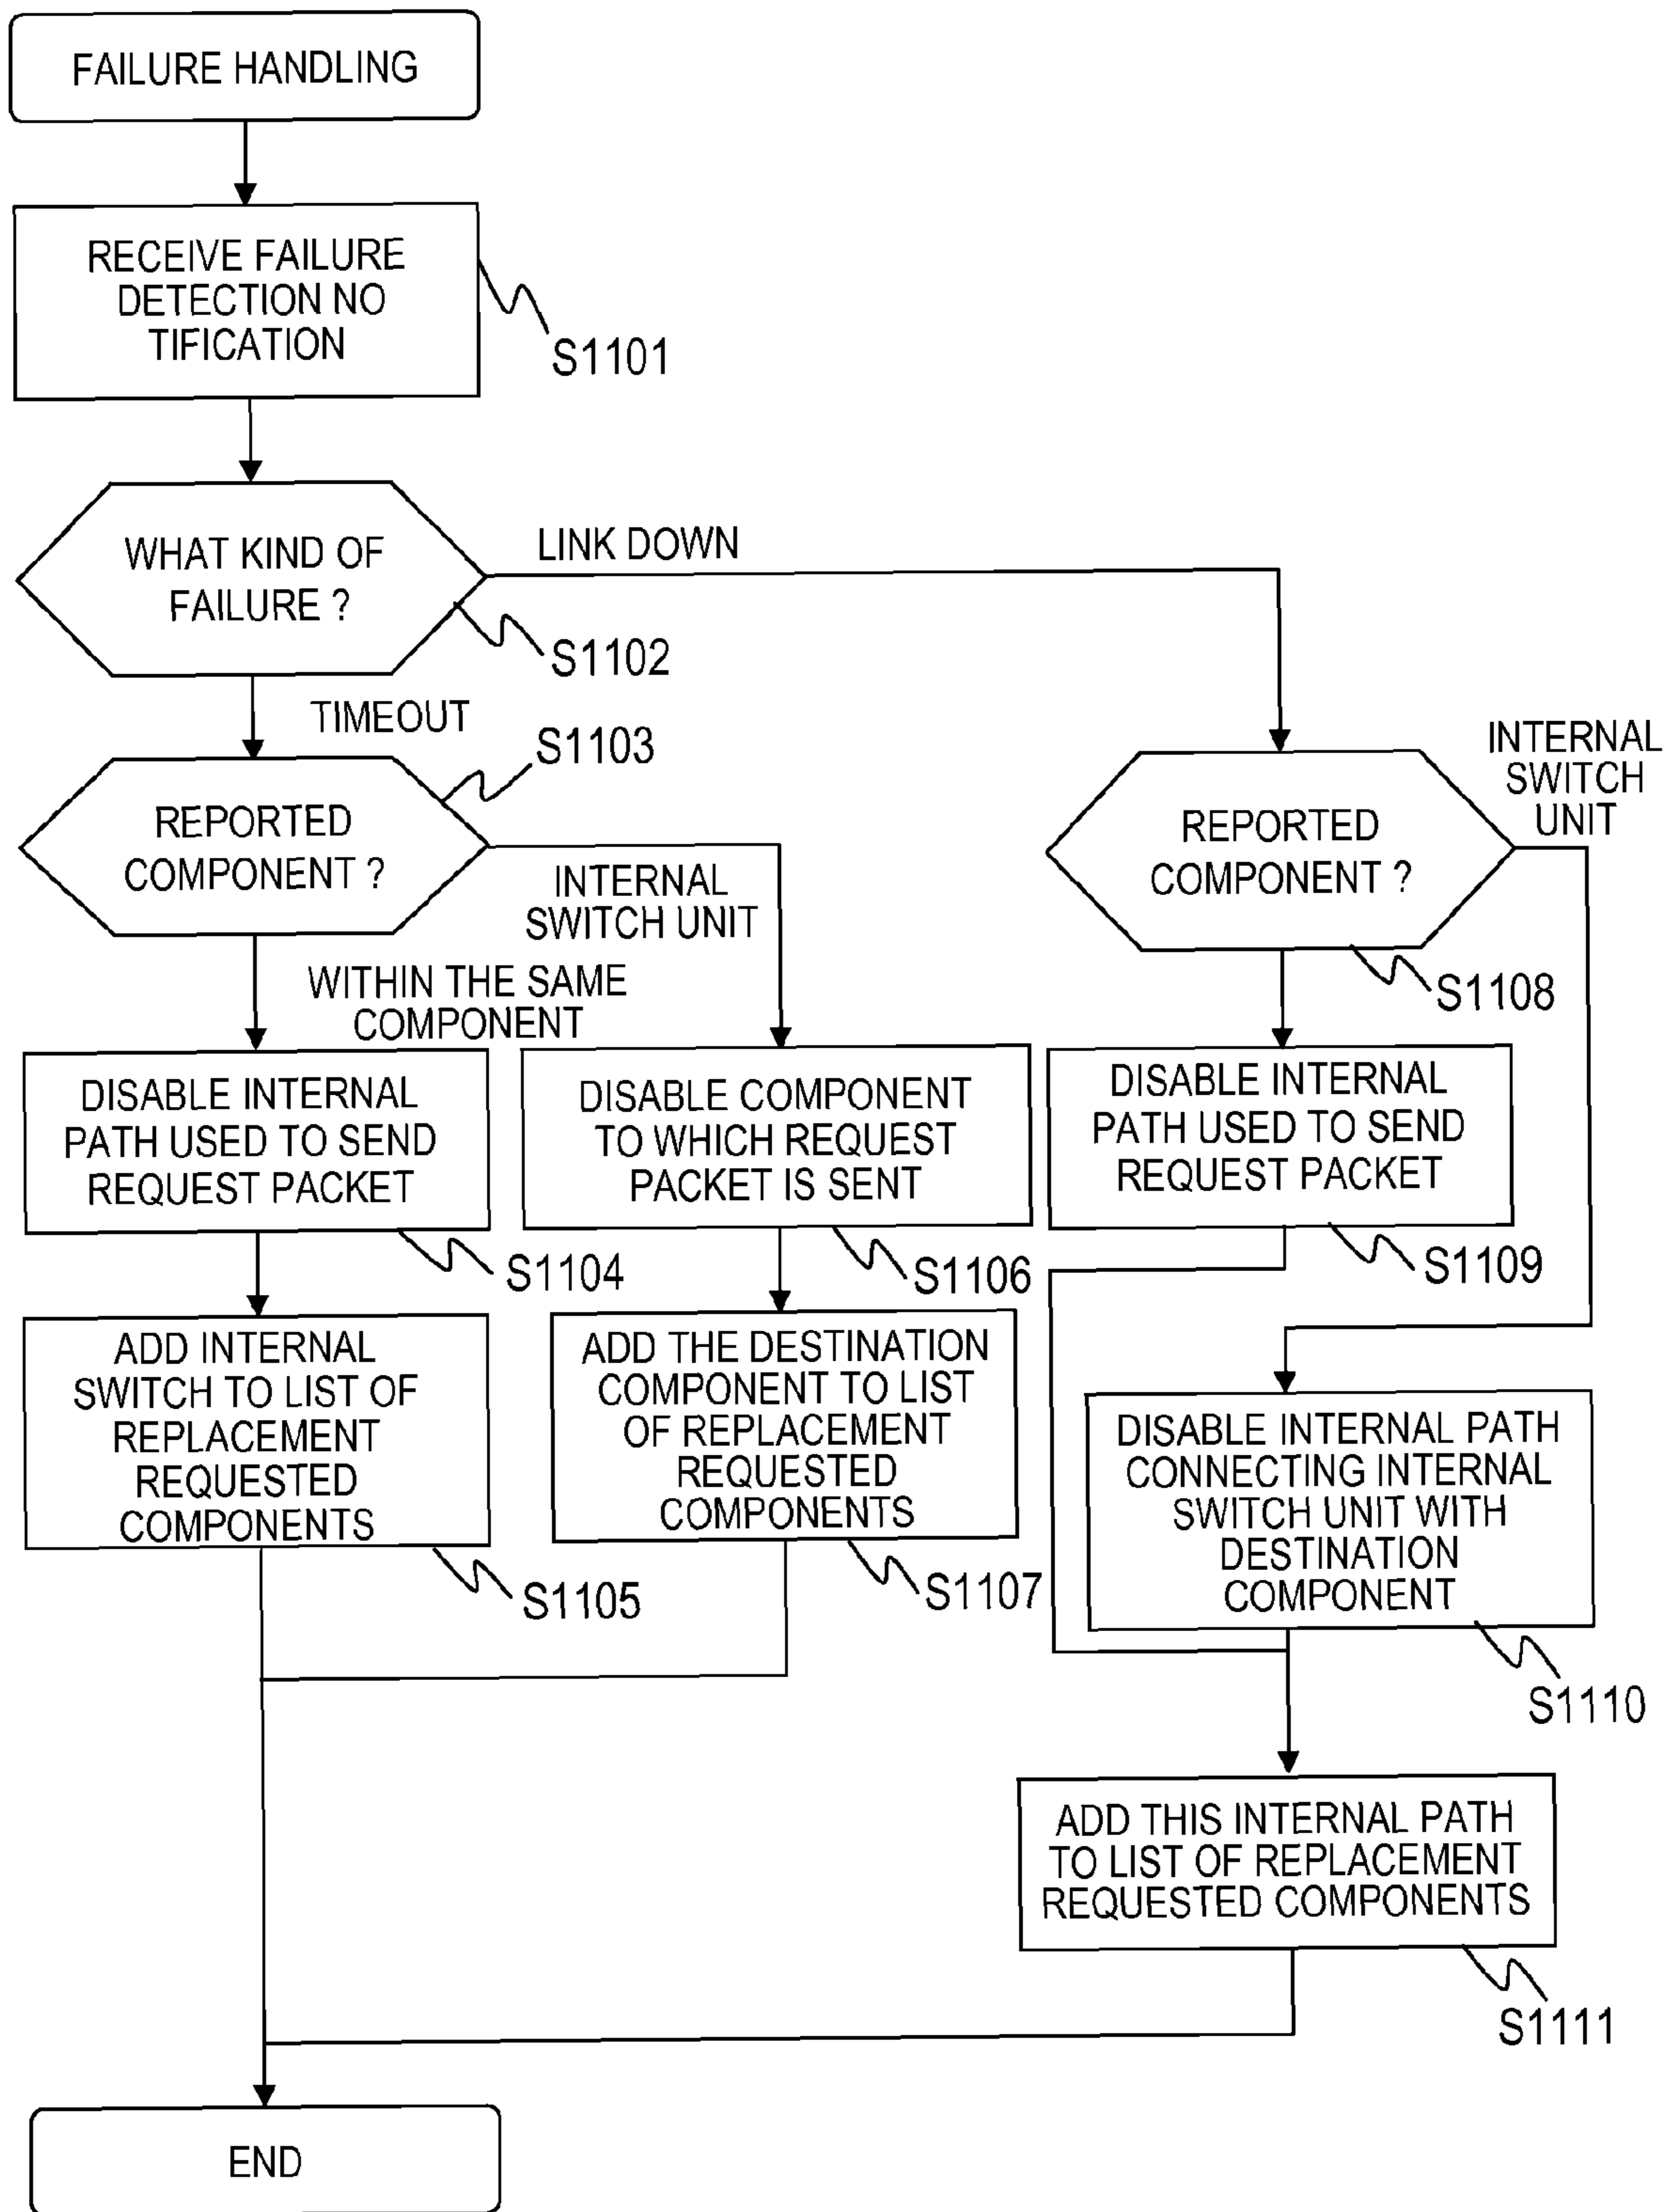 FAILURE HANDLING
RECEIVE FAILURE
DETECTION NO
TIFICATION
S1101
WHAT KIND OF
FAILURE ?
LINK DOWN
S1102
TIMEOUT
S1103
REPORTED
COMPONENT ?
INTERNAL
SWITCH UNIT
WITHIN THE SAME
COMPONENT
REPORTED
COMPONENT ?
INTERNAL
SWITCH
UNIT
S1108
DISABLE INTERNAL
PATH USED TO SEND
REQUEST PACKET
S1104
DISABLE COMPONENT
TO WHICH REQUEST
PACKET IS SENT
S1106
DISABLE INTERNAL
PATH USED TO SEND
REQUEST PACKET
S1109
ADD INTERNAL
SWITCH TO LIST OF
REPLACEMENT
REQUESTED
COMPONENTS
S1105
ADD THE DESTINATION
COMPONENT TO LIST
OF REPLACEMENT
REQUESTED
COMPONENTS
S1107
DISABLE INTERNAL PATH
CONNECTING INTERNAL
SWITCH UNIT WITH
DESTINATION
COMPONENT
S1110
ADD THIS INTERNAL PATH
TO LIST OF REPLACEMENT
REQUESTED COMPONENTS
S1111
END